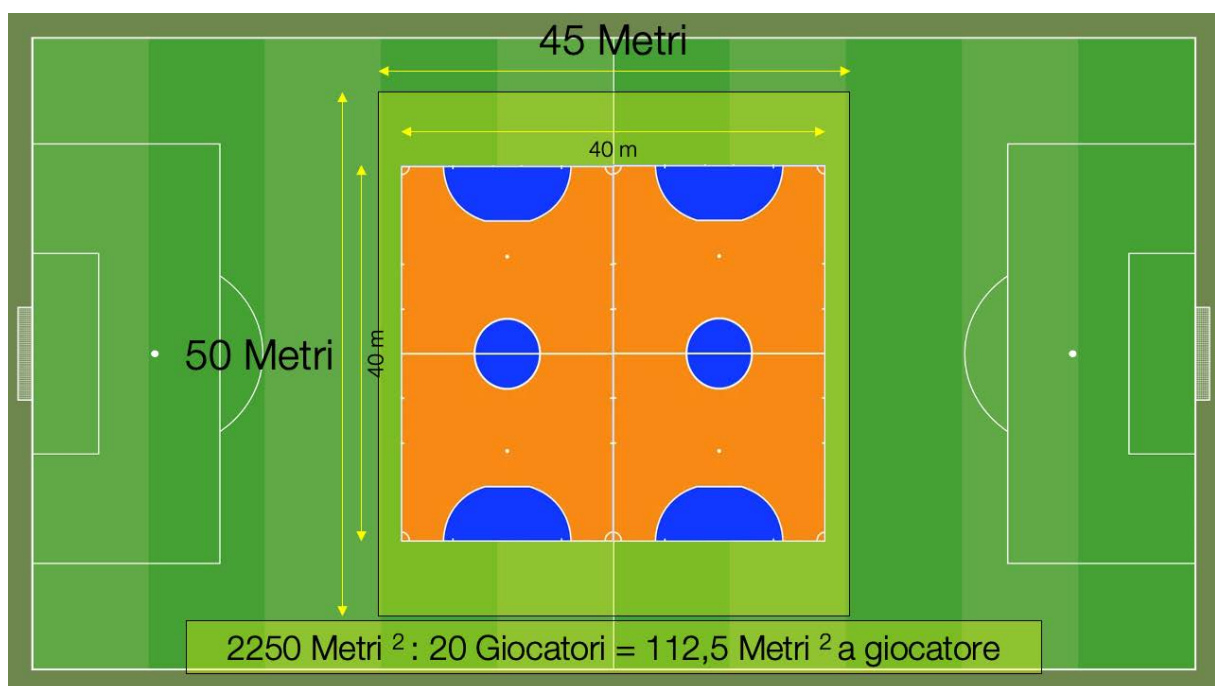 45 Metri
40 m
50 Metri
40 m
2250 Metri ² : 20 Giocatori = 112,5 Metri ² a giocatore